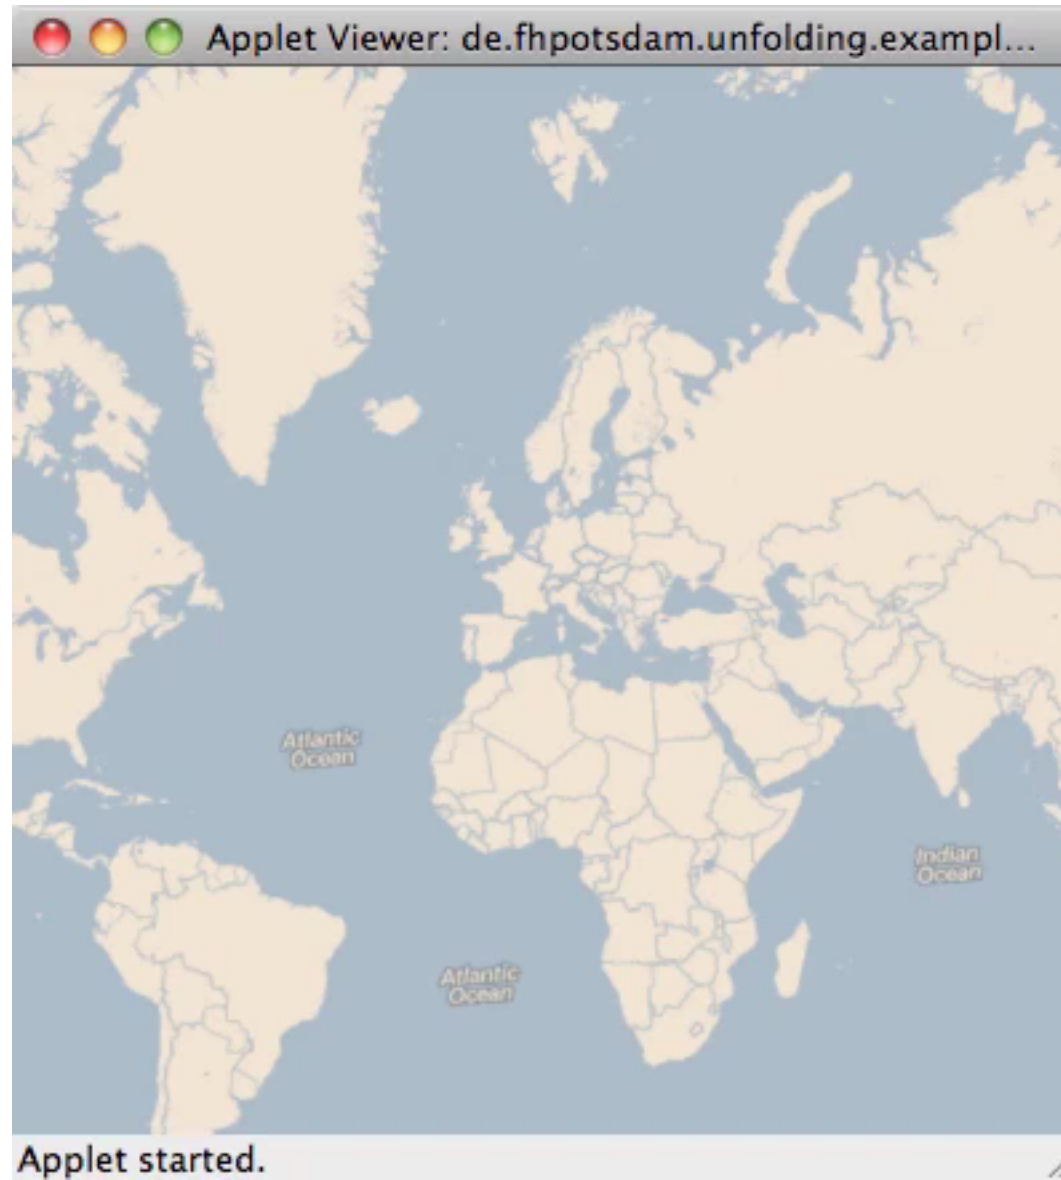 Applet Viewer: de.fhpotsdam.unfolding.exampl...
Atlantic
Ocean
Indian
Ocean
Atlantic
Ocean
Applet started.